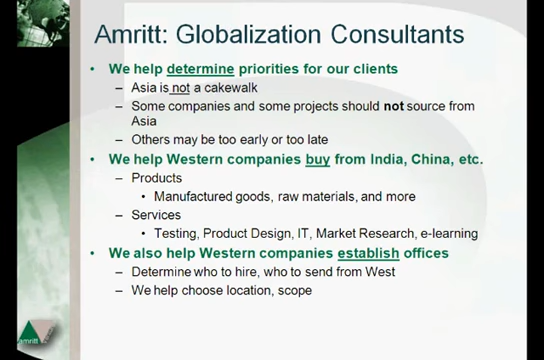 Amritt: Globalization Consultants
• We help determine priorities for our clients
– Asia is not a cakewalk
– Some companies and some projects should not source from
Asia
– Others may be too early or too late
• We help Western companies buy from India, China, etc.
– Products
• Manufactured goods, raw materials, and more
– Services
• Testing, Product Design, IT, Market Research, e-learning
• We also help Western companies establish offices
– Determine who to hire, who to send from West
– We help choose location, scope
amritt